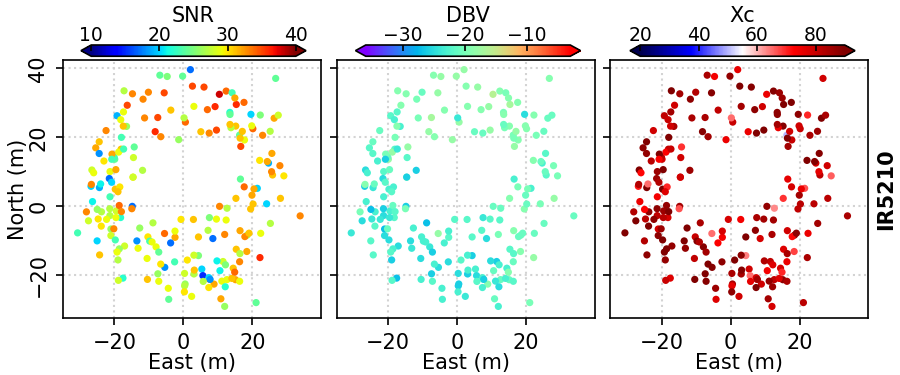 SNR DBV Xc
10 20 30 40 −30 −20 −10 20 40 60 80
40
20
0
−20
North (m)
IR5210
−20 0 20 −20 0 20 −20 0 20
East (m) East (m) East (m)